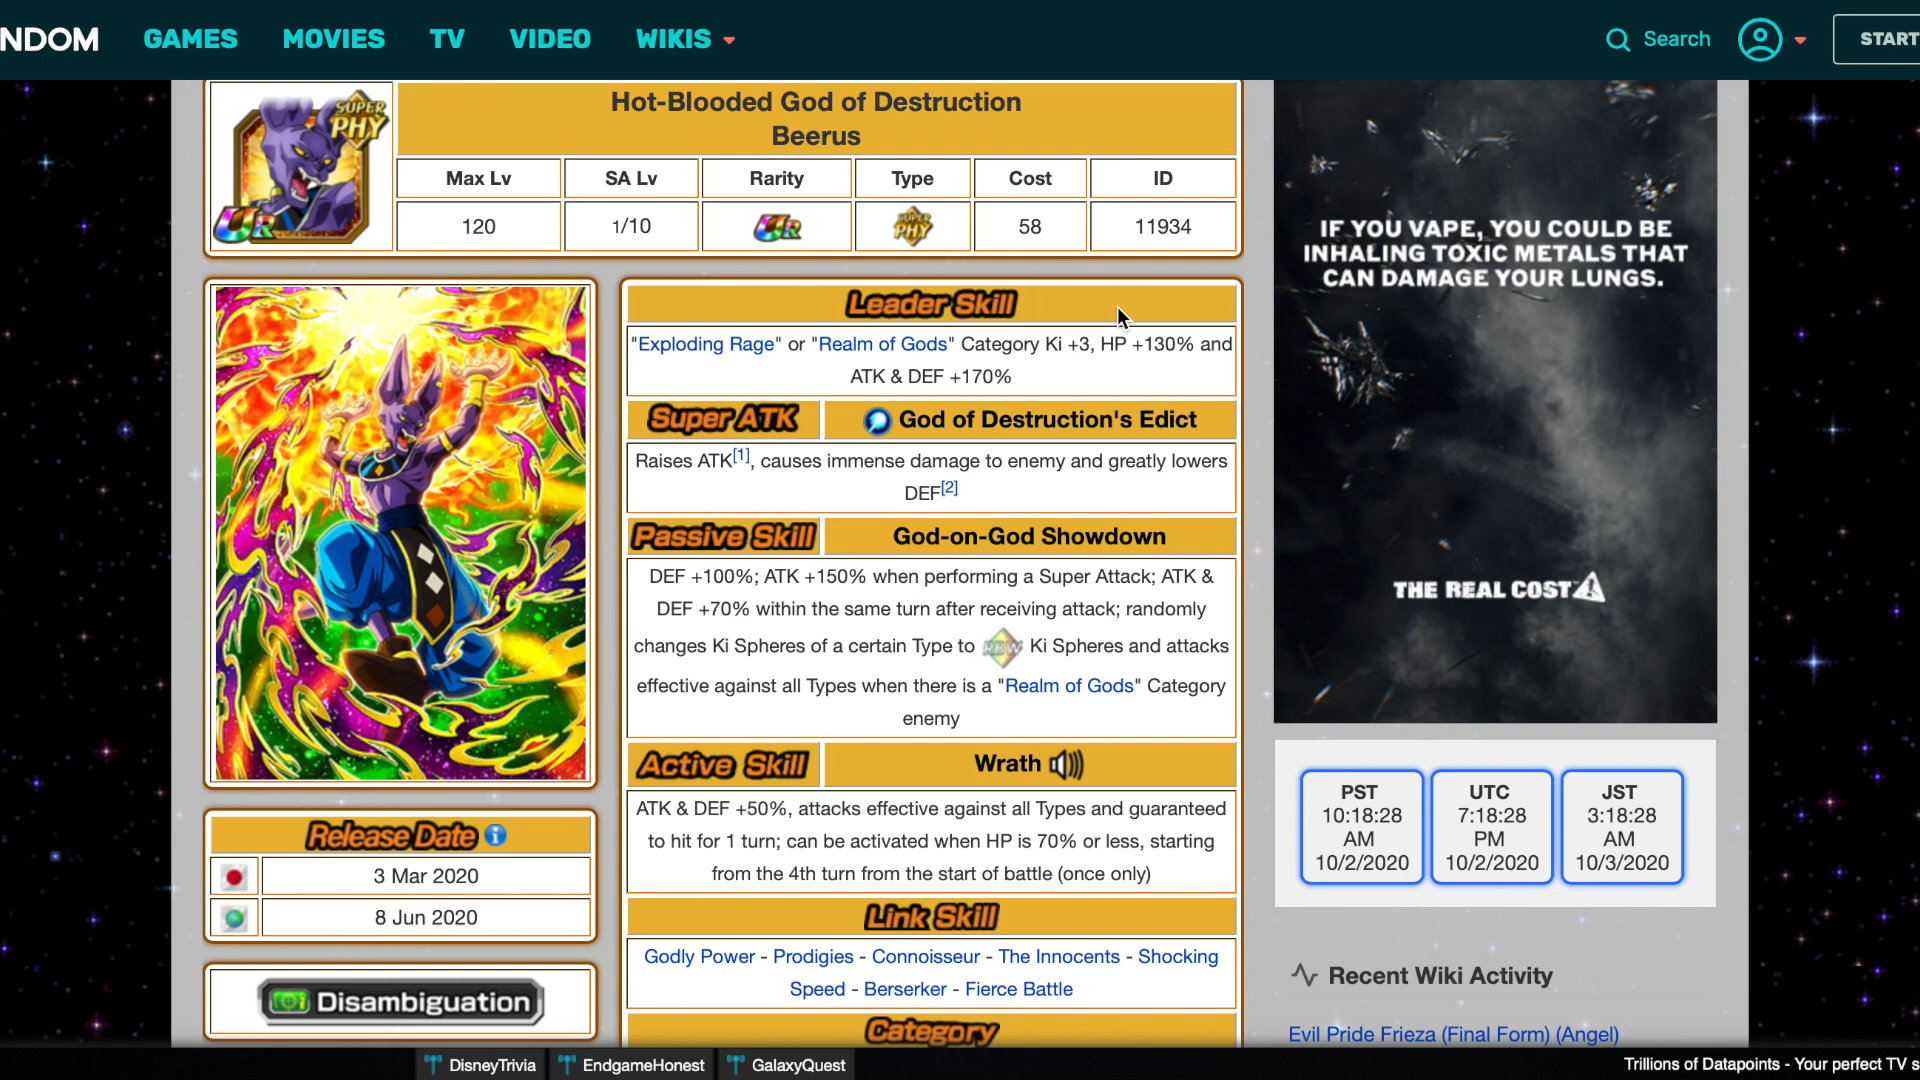 NDOM GAMES MOVIES TV VIDEO WIKIS Search START
SUPER PHY
UR
Hot-Blooded God of Destruction
Beerus
Max Lv SA Lv Rarity Type Cost ID
120 1/10 UR SUPER PHY 58 11934
Leader Skill
"Exploding Rage" or "Realm of Gods" Category Ki +3, HP +130% and
ATK & DEF +170%
Super ATK God of Destruction's Edict
Raises ATK[1], causes immense damage to enemy and greatly lowers
DEF[2]
Passive Skill God-on-God Showdown
DEF +100%; ATK +150% when performing a Super Attack; ATK &
DEF +70% within the same turn after receiving attack; randomly
changes Ki Spheres of a certain Type to RBW Ki Spheres and attacks
effective against all Types when there is a "Realm of Gods" Category
enemy
Active Skill Wrath
ATK & DEF +50%, attacks effective against all Types and guaranteed
to hit for 1 turn; can be activated when HP is 70% or less, starting
from the 4th turn from the start of battle (once only)
Link Skill
Godly Power - Prodigies - Connoisseur - The Innocents - Shocking
Speed - Berserker - Fierce Battle
Category
Release Date
3 Mar 2020
8 Jun 2020
Disambiguation
IF YOU VAPE, YOU COULD BE
INHALING TOXIC METALS THAT
CAN DAMAGE YOUR LUNGS.
THE REAL COST
PST
10:18:28
AM
10/2/2020
UTC
7:18:28
PM
10/2/2020
JST
3:18:28
AM
10/3/2020
Recent Wiki Activity
Evil Pride Frieza (Final Form) (Angel)
DisneyTrivia EndgameHonest GalaxyQuest Trillions of Datapoints - Your perfect TV s